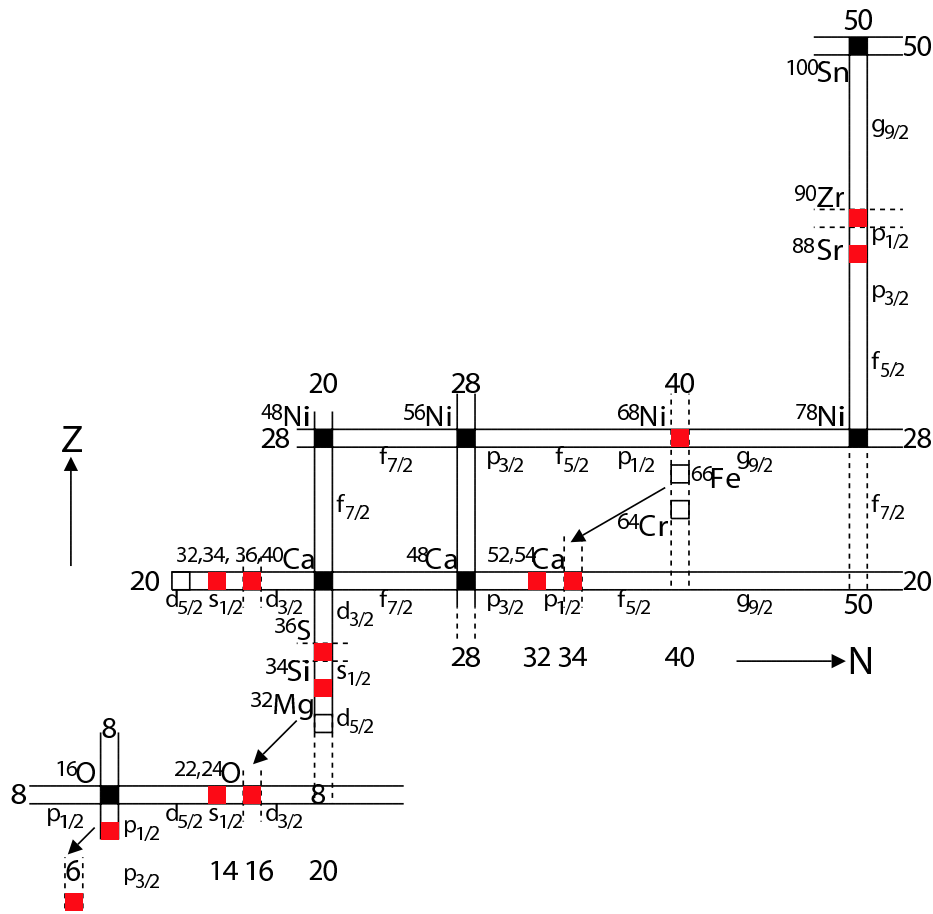 50
50
100Sn
g9/2
90Zr
p1/2
88Sr
p3/2
f5/2
20 28 40
48Ni 56Ni 68Ni 78Ni
28 28
f7/2 p3/2 f5/2 p1/2 g9/2
Z
66Fe
f7/2 f7/2
64Cr
32,34, 36,40Ca 48Ca 52,54Ca
20 20
d5/2 s1/2 d3/2 f7/2 p3/2 p1/2 f5/2 g9/2 50
d3/2
36S
28 32 34 40 N
34Si s1/2
32Mg
d5/2
8
16O 22,24O
8 8
p1/2 p1/2 d5/2 s1/2 d3/2
6 p3/2 14 16 20